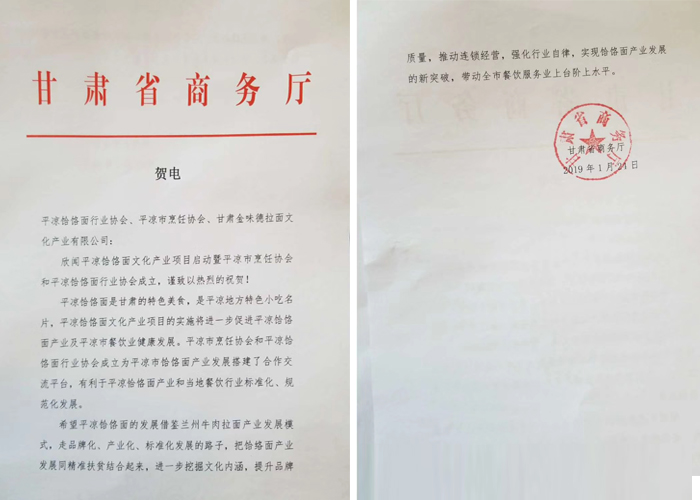 甘肃省商务厅
贺电
平凉饸饹面行业协会、平凉市烹饪协会、甘肃金味德拉面文
化产业有限公司：
欣闻平凉饸饹面文化产业项目启动暨平凉市烹饪协会
和平凉饸饹面行业协会成立，谨致以热烈的祝贺！
平凉饸饹面是甘肃的特色美食，是平凉地方特色小吃名
片，平凉饸饹面文化产业项目的实施将进一步促进平凉饸饹
面产业及平凉市餐饮业健康发展。平凉市烹饪协会和平凉饸
饹面行业协会成立为平凉市饸饹面产业发展搭建了合作交
流平台，有利于平凉饸饹面产业和当地餐饮行业标准化、规
范化发展。
希望平凉饸饹面的发展借鉴兰州牛肉拉面产业发展模
式，走品牌化、产业化、标准化发展的路子，把饸饹面产业
发展同精准扶贫结合起来，进一步挖掘文化内涵，提升品牌
质量，推动连锁经营，强化行业自律，实现饸饹面产业发展
的新突破，带动全市餐饮服务业上台阶上水平。
甘肃省商务厅
甘肃省商务厅
2019年1月21日